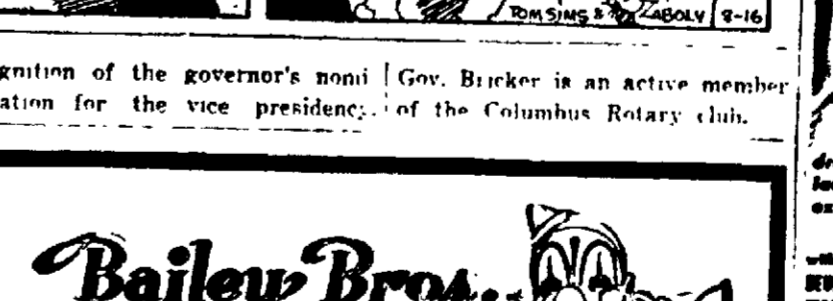 TOM SIMS & ZABOLY 8-16
gnition of the governor's nomi
ation for the vice presidency.
Gov. Bricker is an active member
of the Columbus Rotary club.
Bailey Bros.